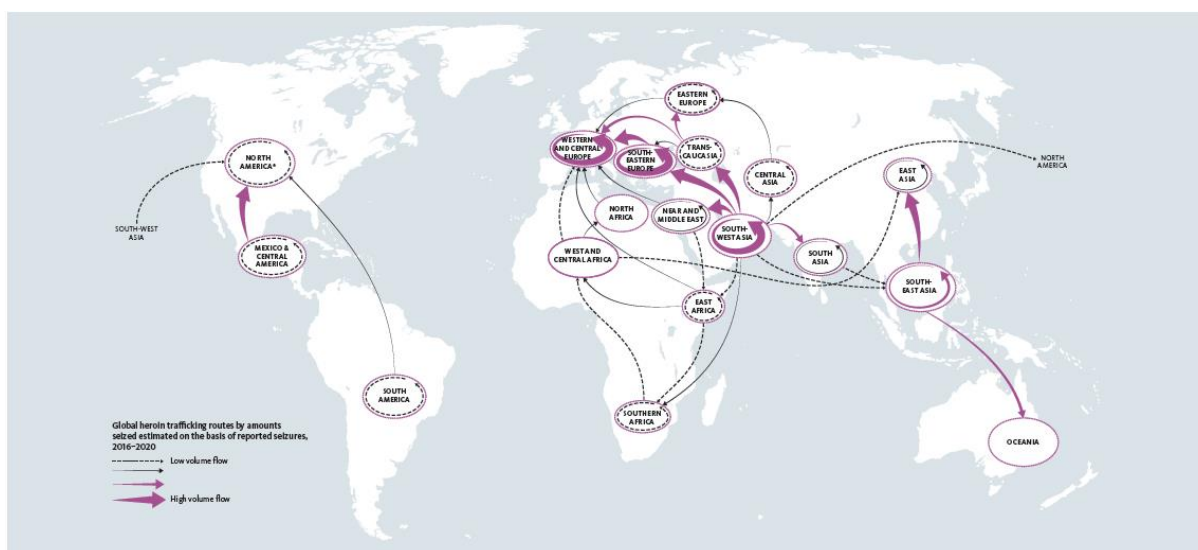 EASTERN
EUROPE
WESTERN
AND CENTRAL
EUROPE
SOUTH-
EASTERN
EUROPE
TRANS-
CAUCASIA
CENTRAL
ASIA
NORTH
AMERICA*
NORTH
AMERICA
EAST
ASIA
SOUTH-WEST
ASIA
MEXICO &
CENTRAL
AMERICA
NORTH
AFRICA
NEAR AND
MIDDLE EAST
SOUTH-
WEST ASIA
SOUTH
ASIA
WEST AND
CENTRAL AFRICA
SOUTH-
EAST ASIA
EAST
AFRICA
SOUTH
AMERICA
SOUTHERN
AFRICA
OCEANIA
Global heroin trafficking routes by amounts
seized estimated on the basis of reported seizures,
2016–2020
Low volume flow
High volume flow